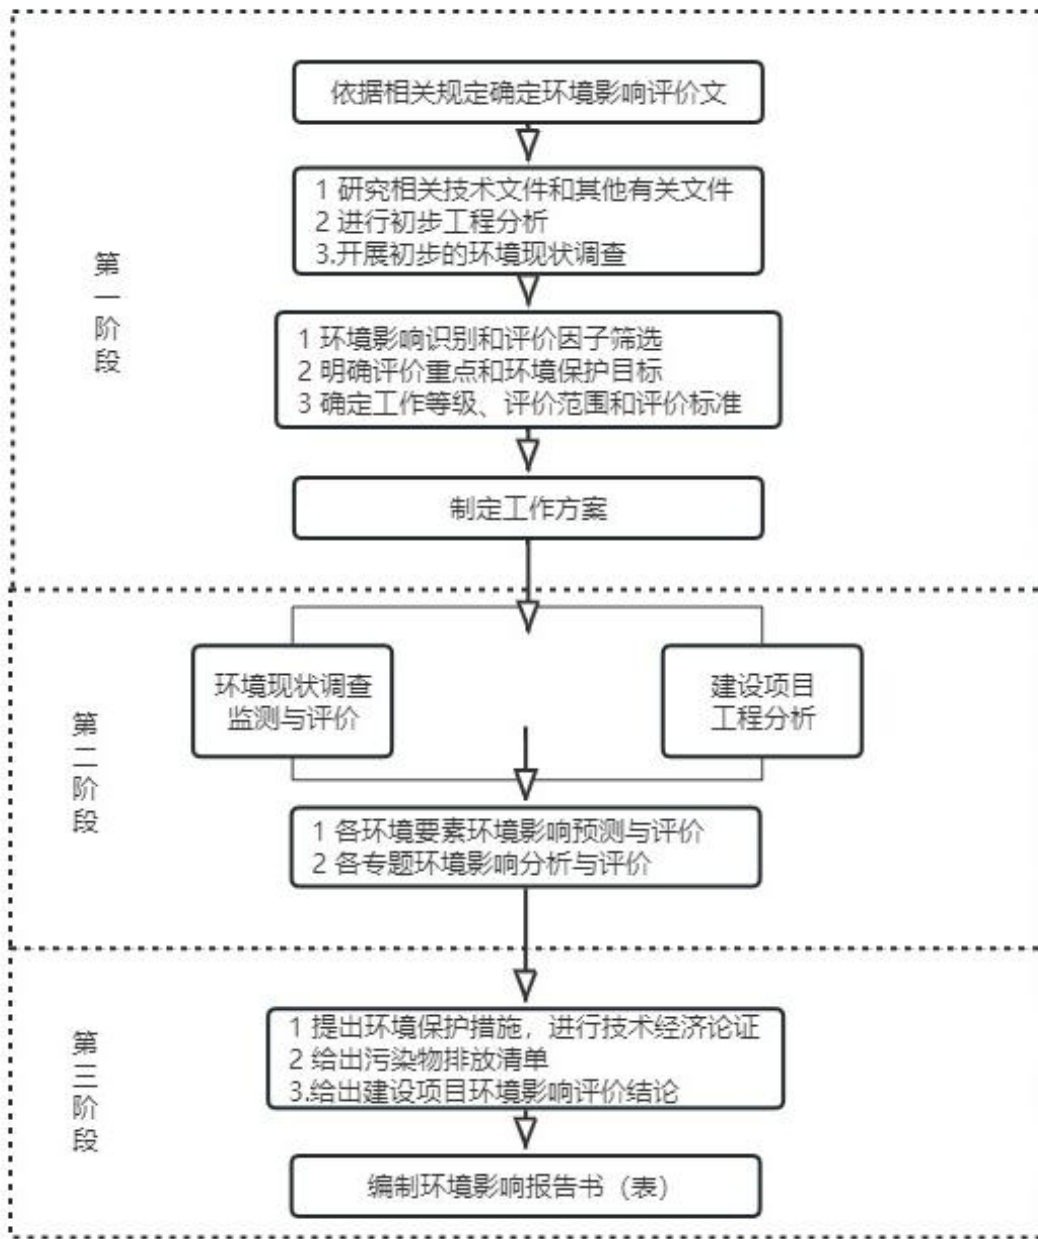 依据相关规定确定环境影响评价文
1 研究相关技术文件和其他有关文件
2 进行初步工程分析
3.开展初步的环境现状调查
第一阶段
1 环境影响识别和评价因子筛选
2 明确评价重点和环境保护目标
3 确定工作等级、评价范围和评价标准
制定工作方案
环境现状调查
监测与评价
建设项目
工程分析
第二阶段
1 各环境要素环境影响预测与评价
2 各专题环境影响分析与评价
1 提出环境保护措施，进行技术经济论证
2 给出污染物排放清单
3.给出建设项目环境影响评价结论
第三阶段
编制环境影响报告书（表）